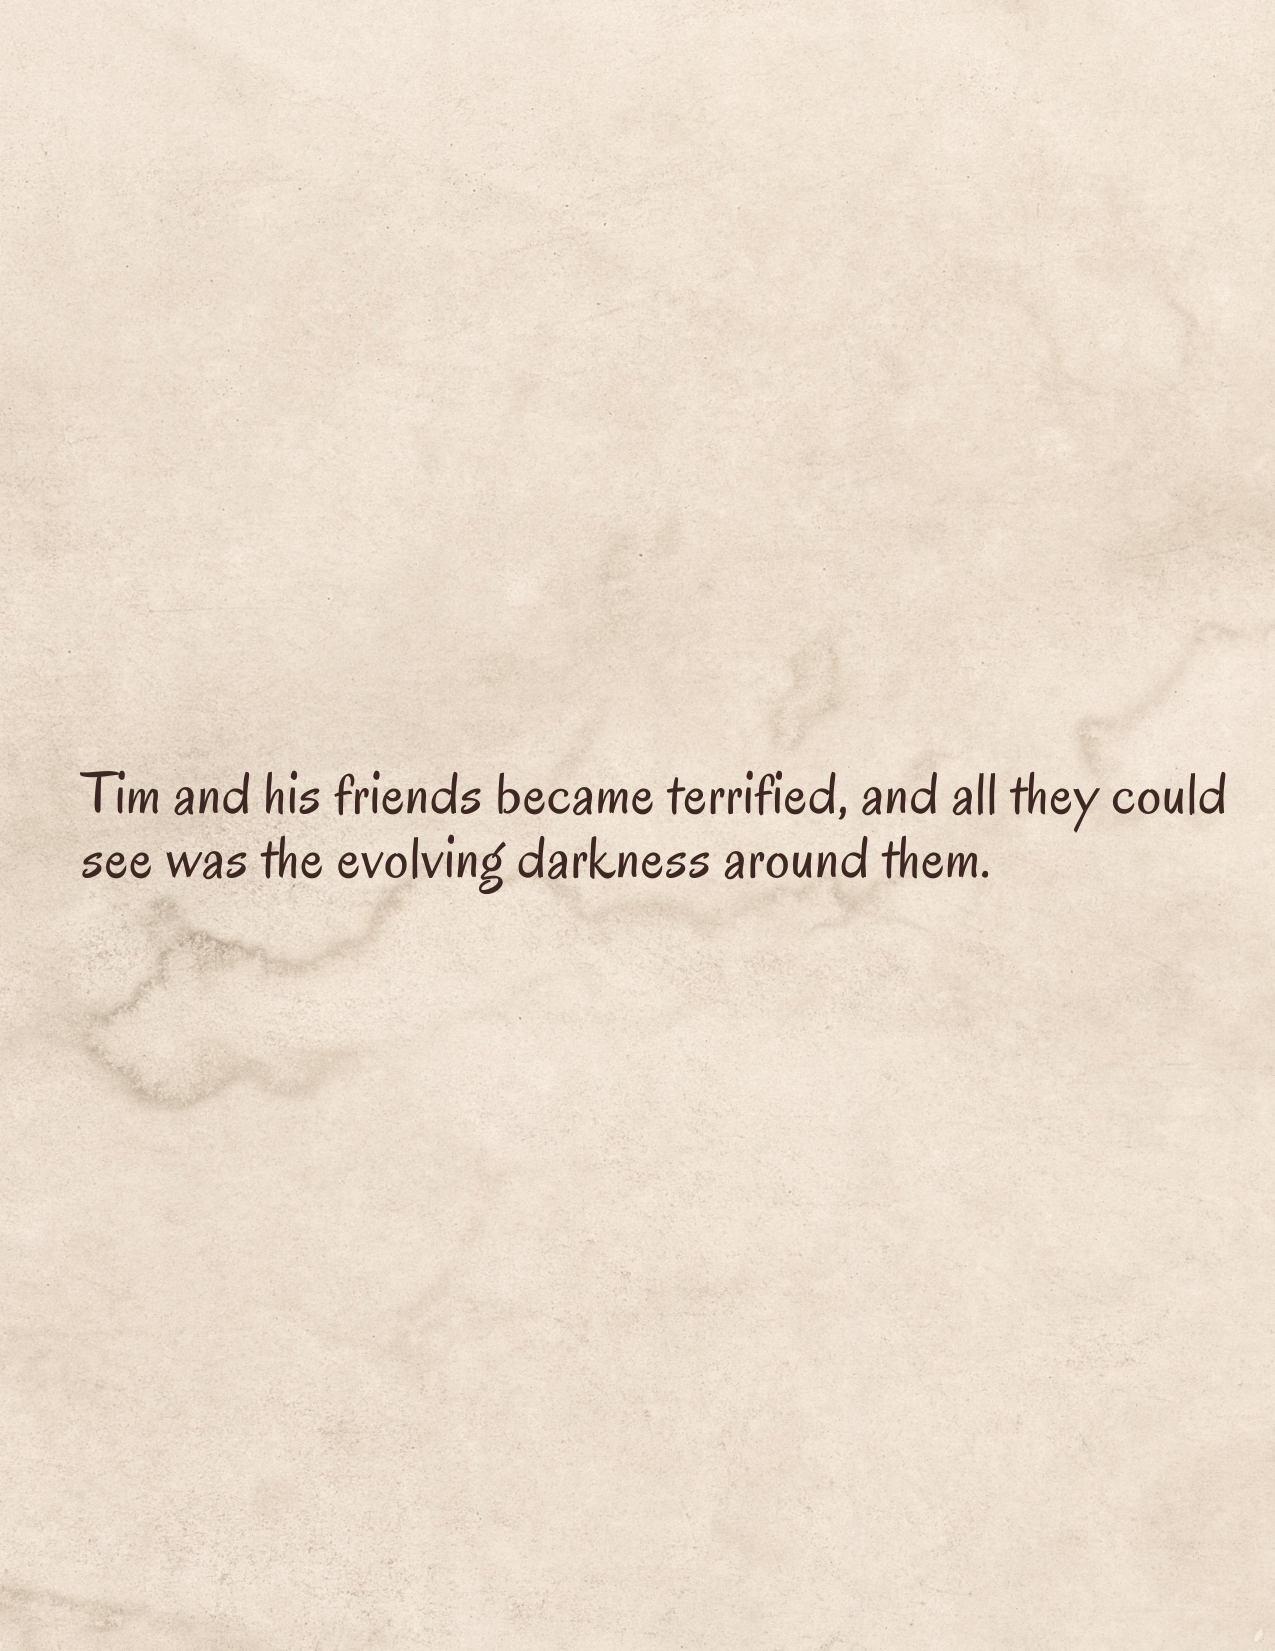 Tim and his friends became terrified, and all they could
see was the evolving darkness around them.